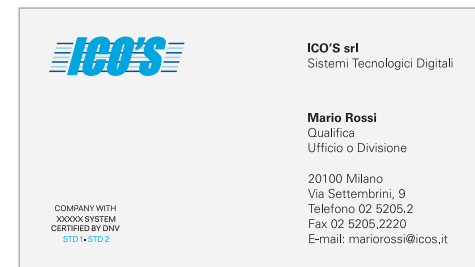 ICO'S
ICO'S srl
Sistemi Tecnologici Digitali
Mario Rossi
Qualifica
Ufficio o Divisione
20100 Milano
Via Settembrini, 9
Telefono 02 5205.2
Fax 02 5205.2220
E-mail: mariorossi@icos.it
COMPANY WITH
XXXXX SYSTEM
CERTIFIED BY DNV
STD 1 • STD 2